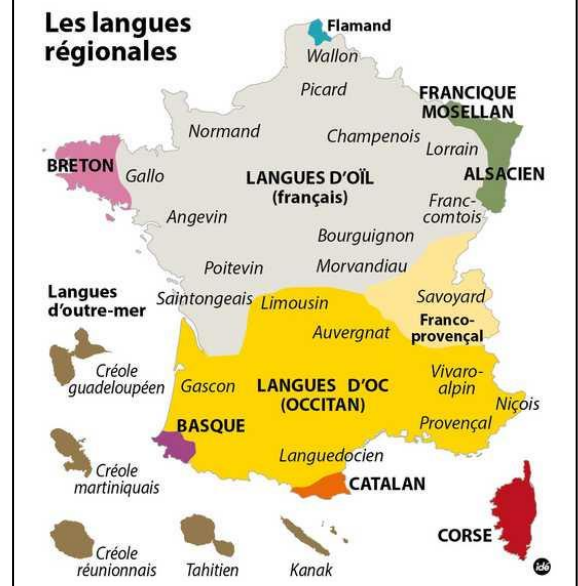 Les langues
régionales
Flamand
Wallon
Picard
FRANCIQUE
MOSELLAN
Normand
Champenois
Lorrain
BRETON
Gallo
LANGUES D'OÏL
(français)
ALSACIEN
Franc-
comtois
Angevin
Bourguignon
Poitevin
Morvandiau
Langues
d'outre-mer
Saintongeais
Limousin
Savoyard
Franco-
provençal
Auvergnat
Créole
guadeloupéen
Gascon
LANGUES D'OC
(OCCITAN)
Vivaro-
alpin
Niçois
BASQUE
Provençal
Languedocien
Créole
martiniquais
CATALAN
CORSE
Créole
réunionnais
Tahitien
Kanak
idé